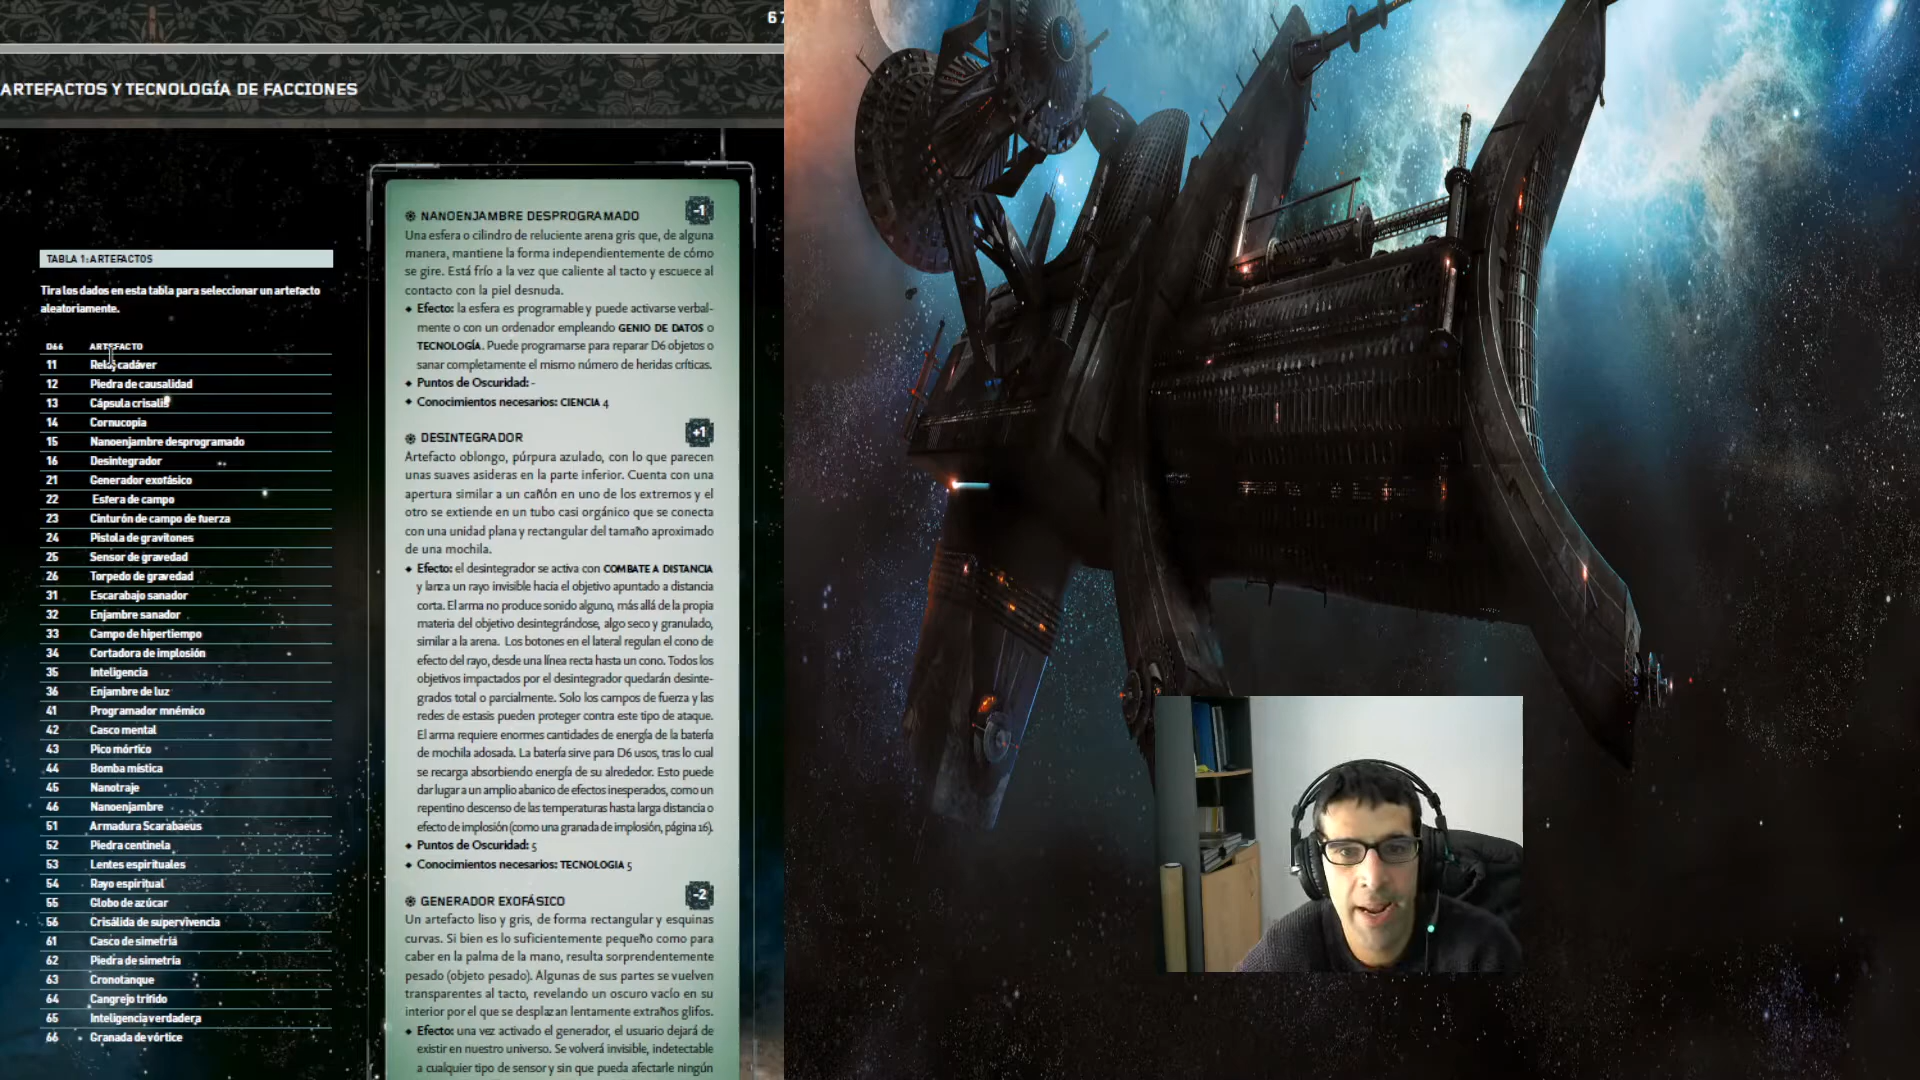 67
ARTEFACTOS Y TECNOLOGÍA DE FACCIONES
TABLA 1: ARTEFACTOS
Tira los dados en esta tabla para seleccionar un artefacto
aleatoriamente.
D66 ARTEFACTO
11 Reloj cadáver
12 Piedra de causalidad
13 Cápsula crisalis
14 Cornucopia
15 Nanoenjambre desprogramado
16 Desintegrador
21 Generador exofásico
22 Esfera de campo
23 Cinturón de campo de fuerza
24 Pistola de gravitones
25 Sensor de gravedad
26 Torpedo de gravedad
31 Escarabajo sanador
32 Enjambre sanador
33 Campo de hipertiempo
34 Cortadora de implosión
35 Inteligencia
36 Enjambre de luz
41 Programador mnémico
42 Casco mental
43 Pico mórfico
44 Bomba mística
45 Nanotraje
46 Nanoenjambre
51 Armadura Scarabaeus
52 Piedra centinela
53 Lentes espirituales
54 Rayo espiritual
55 Globo de azúcar
56 Crisálida de supervivencia
61 Casco de simetría
62 Piedra de simetría
63 Cronotanque
64 Cangrejo trífido
65 Inteligencia verdadera
66 Granada de vórtice
NANOENJAMBRE DESPROGRAMADO -1
Una esfera o cilindro de reluciente arena gris que, de alguna
manera, mantiene la forma independientemente de cómo
se gire. Está frío a la vez que caliente al tacto y escuece al
contacto con la piel desnuda.
◆ Efecto: la esfera es programable y puede activarse verbal-
mente o con un ordenador empleando GENIO DE DATOS o
TECNOLOGÍA. Puede programarse para reparar D6 objetos o
sanar completamente el mismo número de heridas críticas.
◆ Puntos de Oscuridad: -
◆ Conocimientos necesarios: CIENCIA 4
DESINTEGRADOR +1
Artefacto oblongo, púrpura azulado, con lo que parecen
unas suaves asideras en la parte inferior. Cuenta con una
apertura similar a un cañón en uno de los extremos y el
otro se extiende en un tubo casi orgánico que se conecta
con una unidad plana y rectangular del tamaño aproximado
de una mochila.
◆ Efecto: el desintegrador se activa con COMBATE A DISTANCIA
y lanza un rayo invisible hacia el objetivo apuntado a distancia
corta. El arma no produce sonido alguno, más allá de la propia
materia del objetivo desintegrándose, algo seco y granulado,
similar a la arena. Los botones en el lateral regulan el cono de
efecto del rayo, desde una línea recta hasta un cono. Todos los
objetivos impactados por el desintegrador quedarán desinte-
grados total o parcialmente. Solo los campos de fuerza y las
redes de estasis pueden proteger contra este tipo de ataque.
El arma requiere enormes cantidades de energía de la batería
de mochila adosada. La batería sirve para D6 usos, tras lo cual
se recarga absorbiendo energía de su alrededor. Esto puede
dar lugar a un amplio abanico de efectos inesperados, como un
repentino descenso de las temperaturas hasta larga distancia o
efecto de implosión (como una granada de implosión, página 16).
◆ Puntos de Oscuridad: 5
◆ Conocimientos necesarios: TECNOLOGIA 5
GENERADOR EXOFÁSICO -2
Un artefacto liso y gris, de forma rectangular y esquinas
curvas. Si bien es lo suficientemente pequeño como para
caber en la palma de la mano, resulta sorprendentemente
pesado (objeto pesado). Algunas de sus partes se vuelven
transparentes al tacto, revelando un oscuro vacío en su
interior por el que se desplazan lentamente extraños glifos.
◆ Efecto: una vez activado el generador, el usuario dejará de
existir en nuestro universo. Se volverá invisible, indetectable
a cualquier tipo de sensor y sin que pueda afectarle ningún